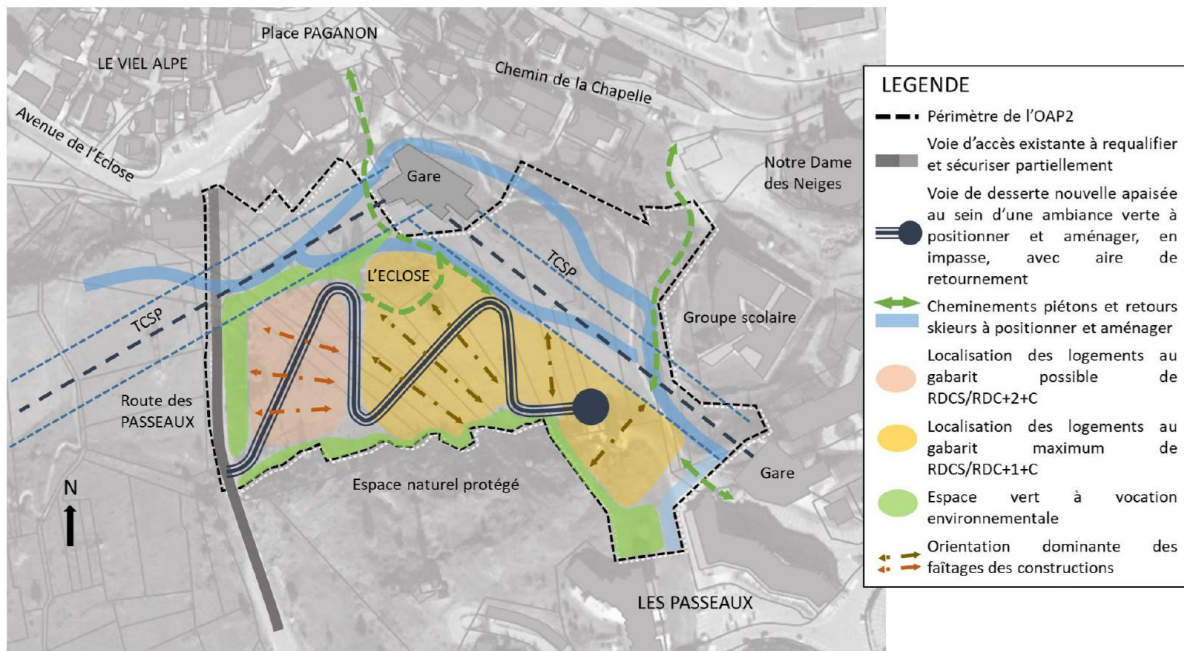 Place PAGANON
LE VIEL ALPE
Chemin de la Chapelle
Avenue de l'Eclose
Gare
Notre Dame
des Neiges
L'ECLOSE
TCSP
TCSP
Groupe scolaire
Route des
PASSEAUX
Espace naturel protégé
Gare
N
LES PASSEAUX
LEGENDE
Périmètre de l'OAP2
Voie d'accès existante à requalifier
et sécuriser partiellement
Voie de desserte nouvelle apaisée
au sein d'une ambiance verte à
positionner et aménager, en
impasse, avec aire de
retournement
Cheminements piétons et retours
skieurs à positionner et aménager
Localisation des logements au
gabarit possible de
RDCS/RDC+2+C
Localisation des logements au
gabarit maximum de
RDCS/RDC+1+C
Espace vert à vocation
environnementale
Orientation dominante des
faîtages des constructions